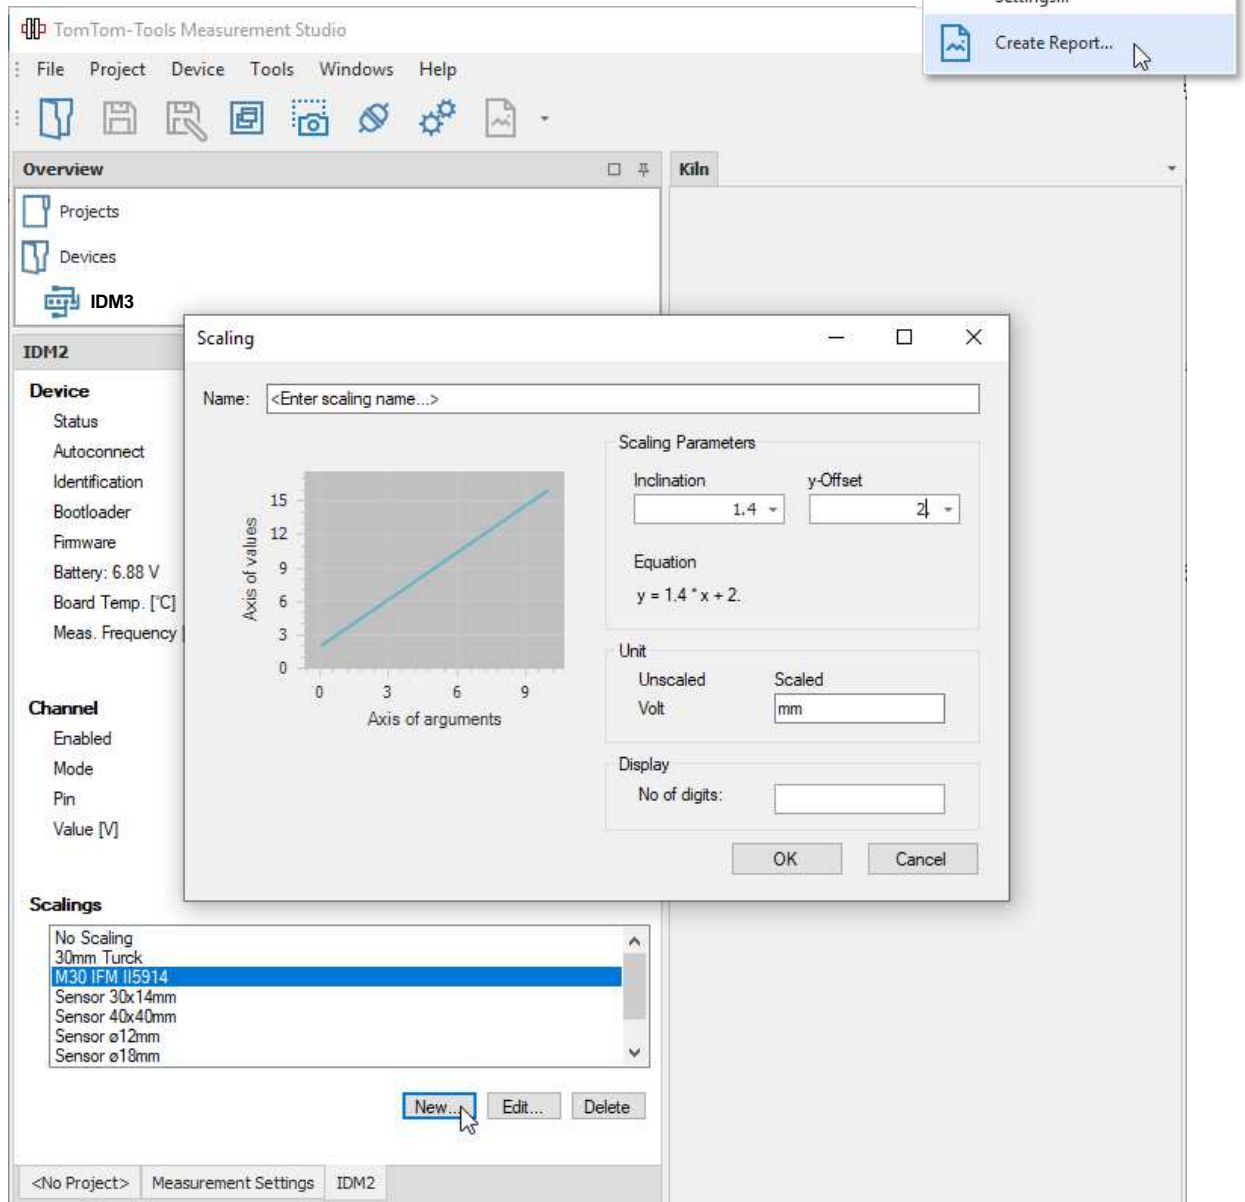 Settings...
Create Report...
TomTom-Tools Measurement Studio
File Project Device Tools Windows Help
Overview
Kiln
Projects
Devices
IDM3
IDM2
Device
Status
Autoconnect
Identification
Bootloader
Firmware
Battery: 6.88 V
Board Temp. [°C]
Meas. Frequency [
Channel
Enabled
Mode
Pin
Value [V]
Scaling
Name: <Enter scaling name...>
Axis of values
15
12
9
6
3
0
0 3 6 9
Axis of arguments
Scaling Parameters
Inclination y-Offset
1.4 2
Equation
y = 1.4 * x + 2.
Unit
Unscaled Scaled
Volt mm
Display
No of digits:
OK Cancel
Scalings
No Scaling
30mm Turck
M30 IFM II5914
Sensor 30x14mm
Sensor 40x40mm
Sensor ø12mm
Sensor ø18mm
New... Edit... Delete
<No Project> Measurement Settings IDM2